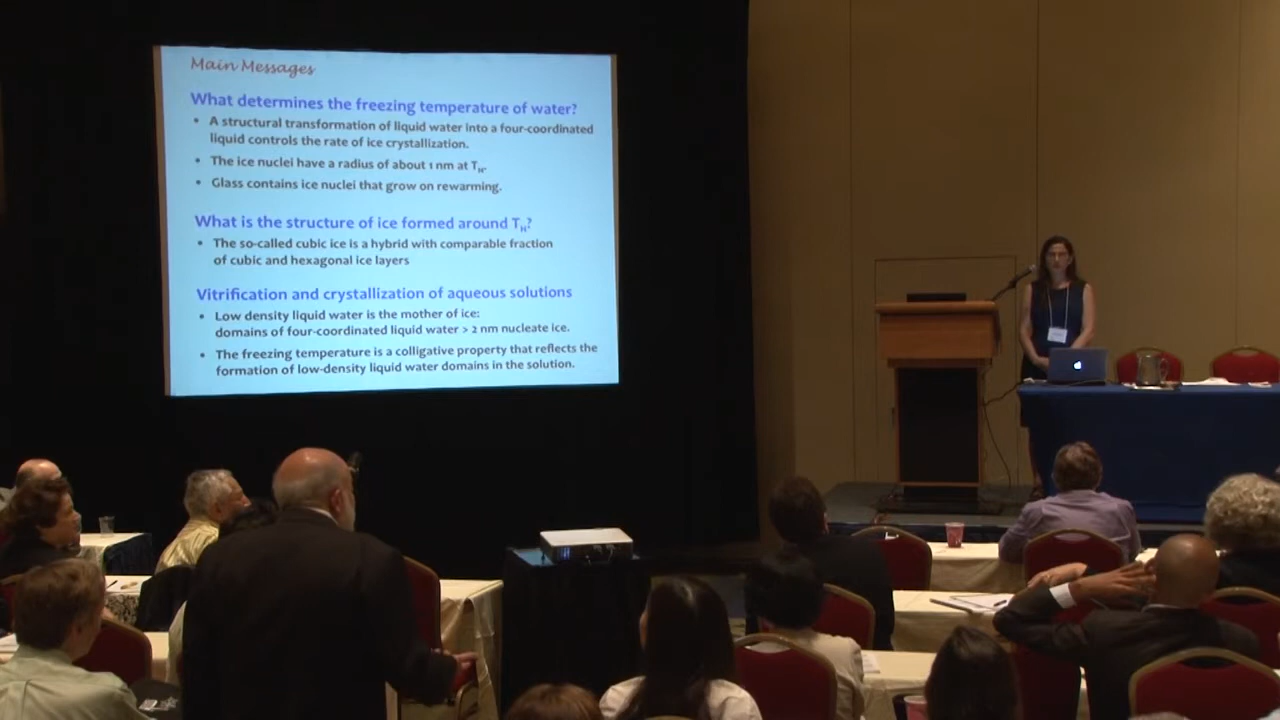 Main Messages
What determines the freezing temperature of water?
• A structural transformation of liquid water into a four-coordinated
liquid controls the rate of ice crystallization.
• The ice nuclei have a radius of about 1 nm at TH.
• Glass contains ice nuclei that grow on rewarming.
What is the structure of ice formed around TH?
• The so-called cubic ice is a hybrid with comparable fraction
of cubic and hexagonal ice layers
Vitrification and crystallization of aqueous solutions
• Low density liquid water is the mother of ice:
domains of four-coordinated liquid water > 2 nm nucleate ice.
• The freezing temperature is a colligative property that reflects the
formation of low-density liquid water domains in the solution.